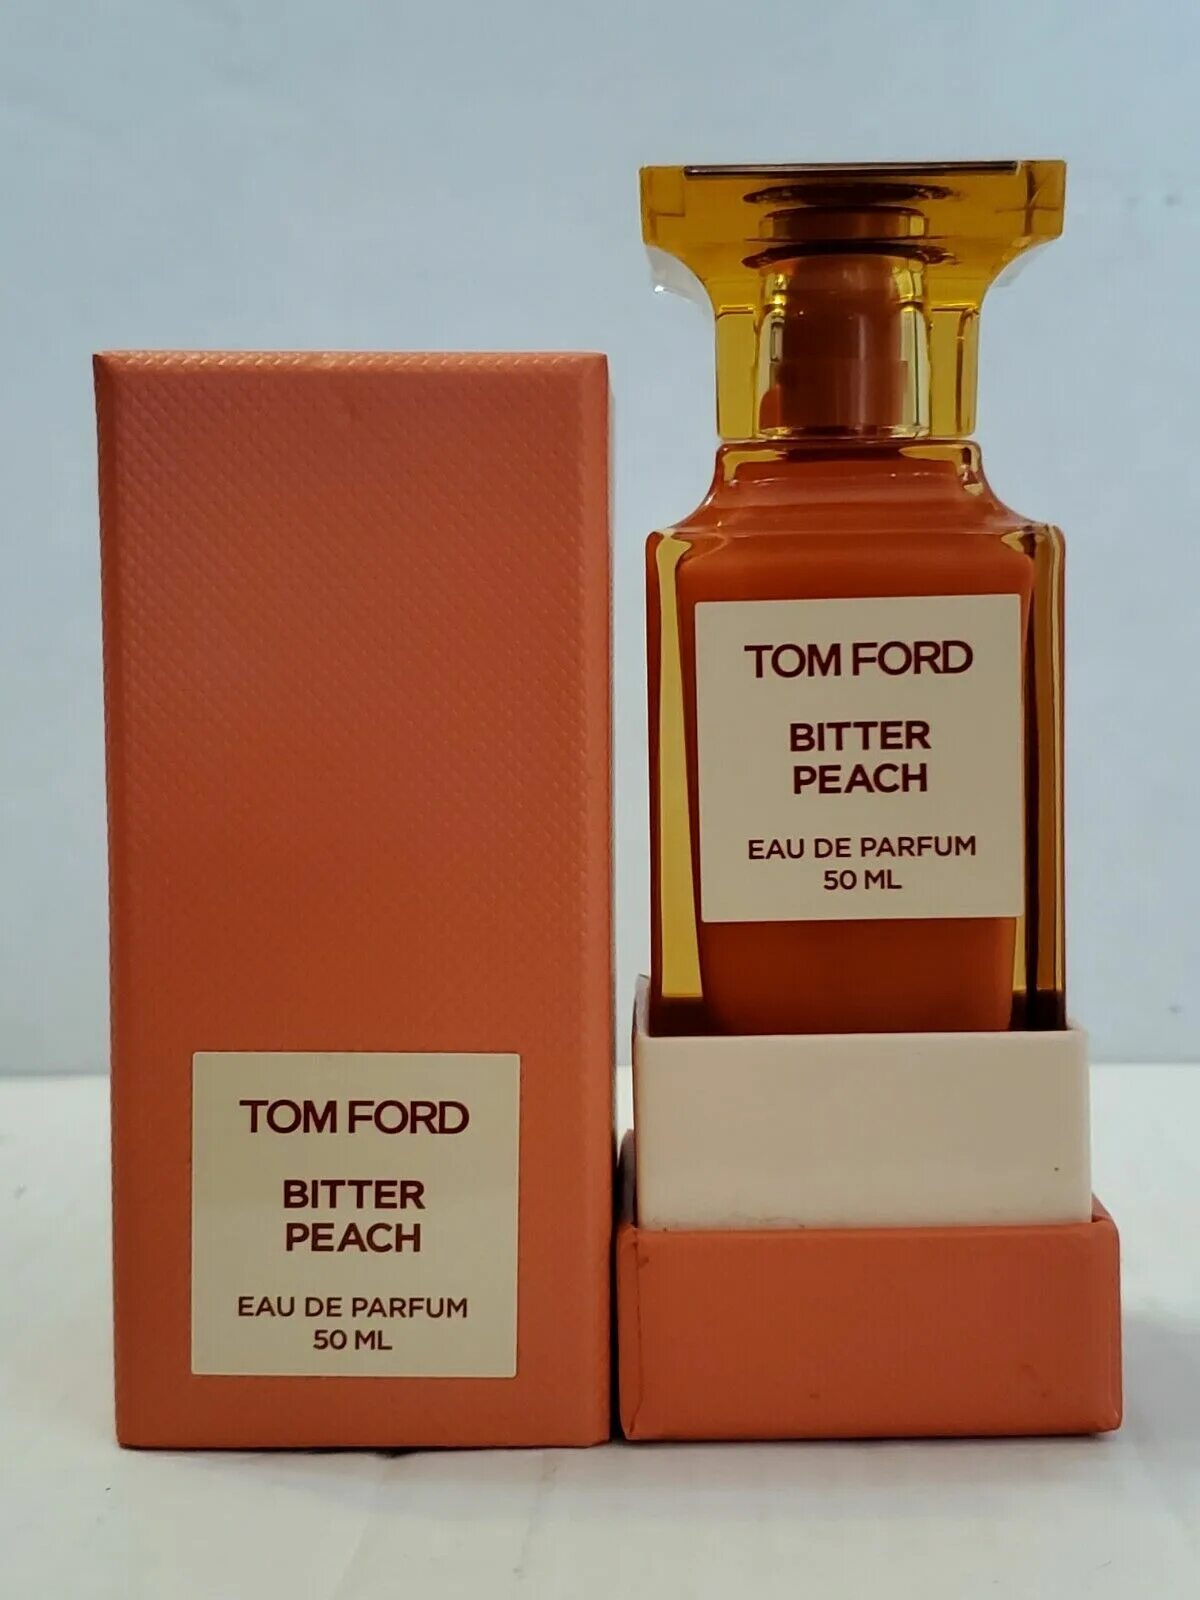 TOM FORD
BITTER
PEACH
EAU DE PARFUM
50 ML
TOM FORD
BITTER
PEACH
EAU DE PARFUM
50 ML